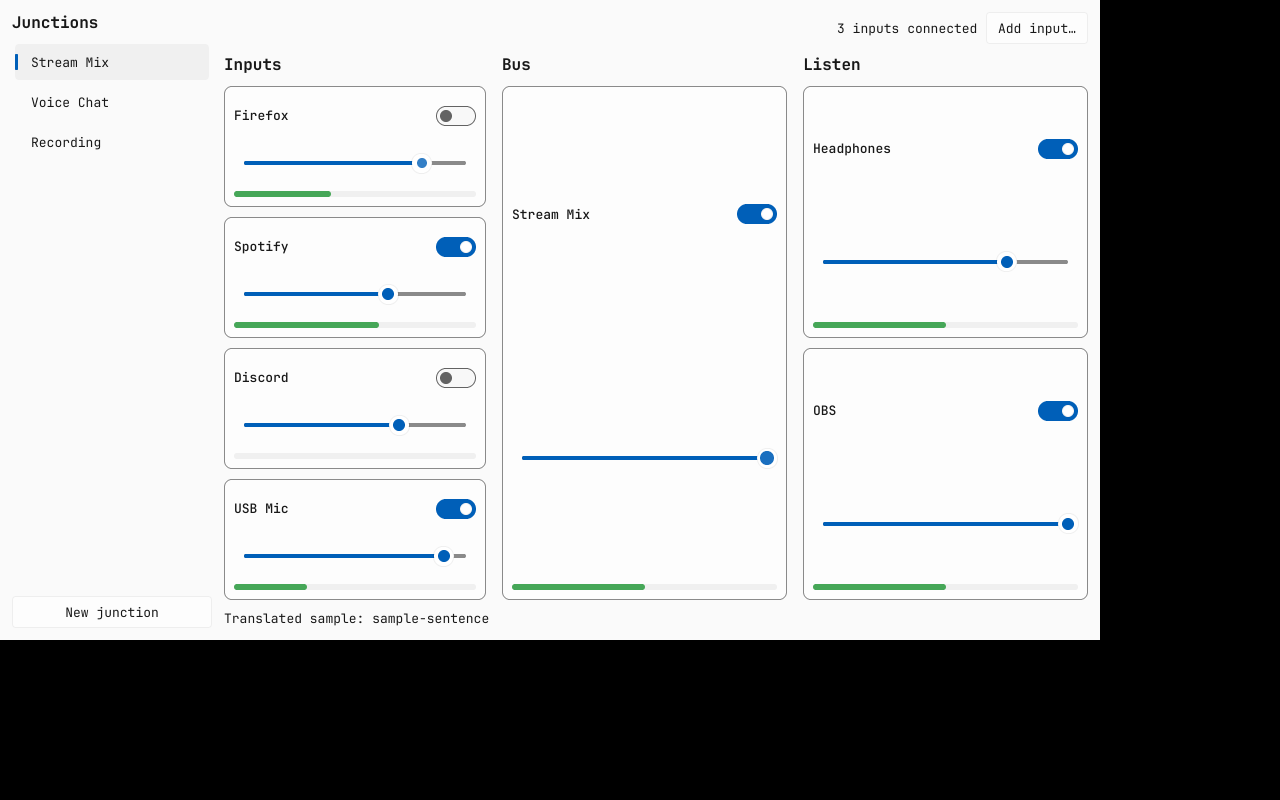 Junctions
3 inputs connected
Add input…
Stream Mix
Voice Chat
Recording
New junction
Inputs
Firefox
Spotify
Discord
USB Mic
Bus
Stream Mix
Listen
Headphones
OBS
Translated sample: sample-sentence